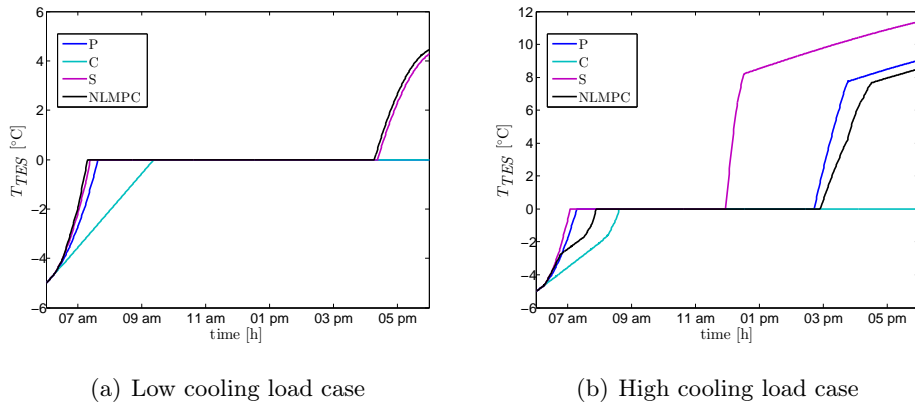 6
4
2
0
−2
−4
−6
T_TES [°C]
P
C
S
NLMPC
07 am 09 am 11 am 01 pm 03 pm 05 pm
time [h]
(a) Low cooling load case
12
10
8
6
4
2
0
−2
−4
−6
T_TES [°C]
P
C
S
NLMPC
07 am 09 am 11 am 01 pm 03 pm 05 pm
time [h]
(b) High cooling load case